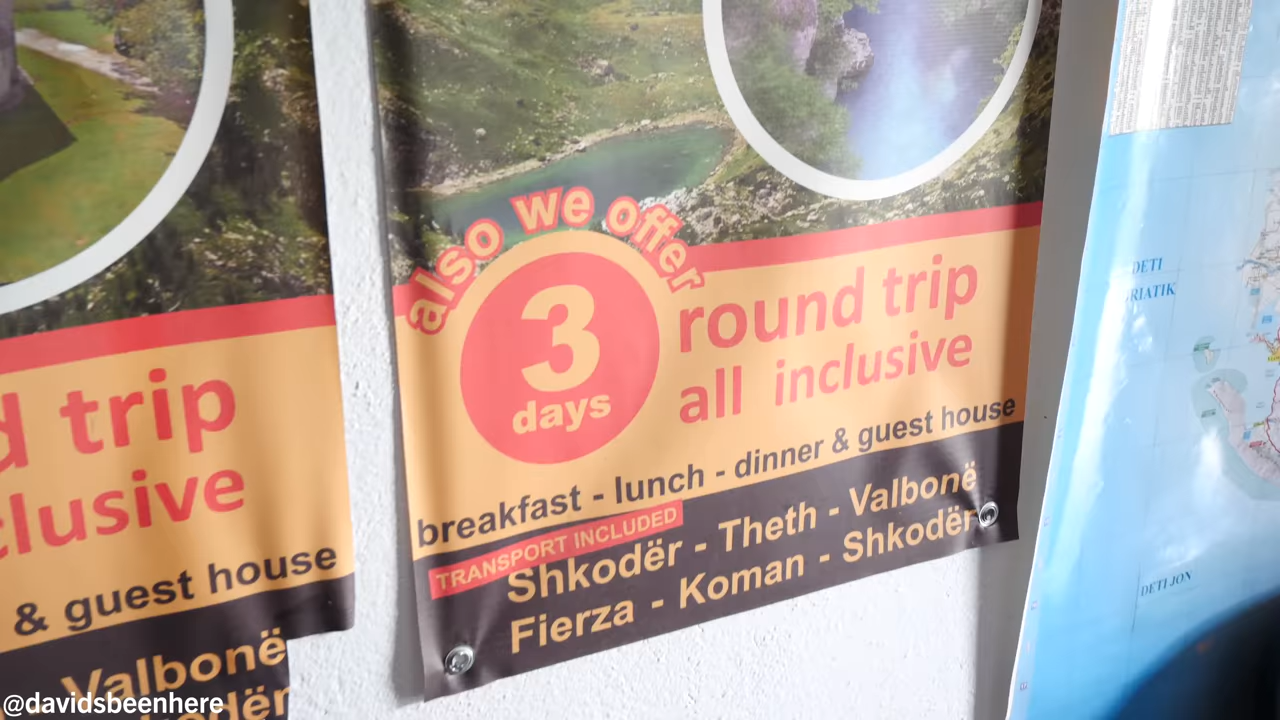 d trip
clusive
& guest house
Valbonë
also we offer
3
days
round trip
all inclusive
breakfast - lunch - dinner & guest house
TRANSPORT INCLUDED
Shkodër - Theth - Valbonë
Fierza - Koman - Shkodër
DETI
RIATIK
DETI JON
@davidsbeenhere